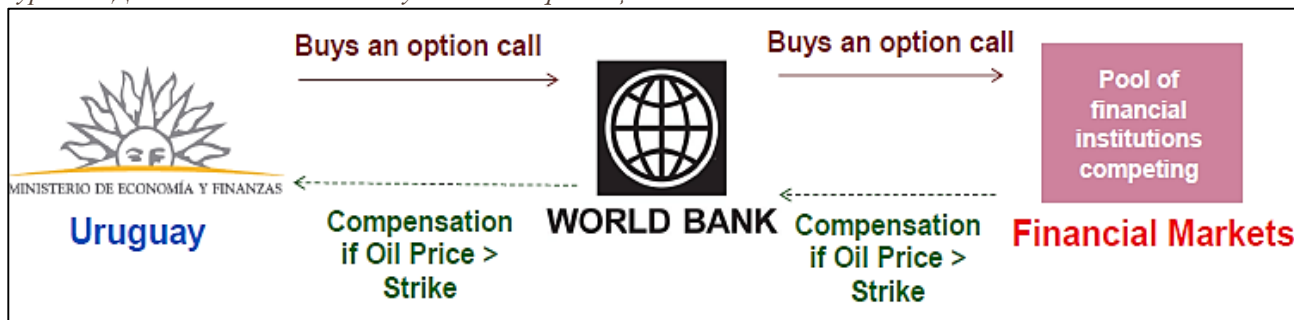 Buys an option call
Buys an option call
Pool of
financial
institutions
competing
MINISTERIO DE ECONOMÍA Y FINANZAS
Uruguay
WORLD BANK
Financial Markets
Compensation
if Oil Price >
Strike
Compensation
if Oil Price >
Strike